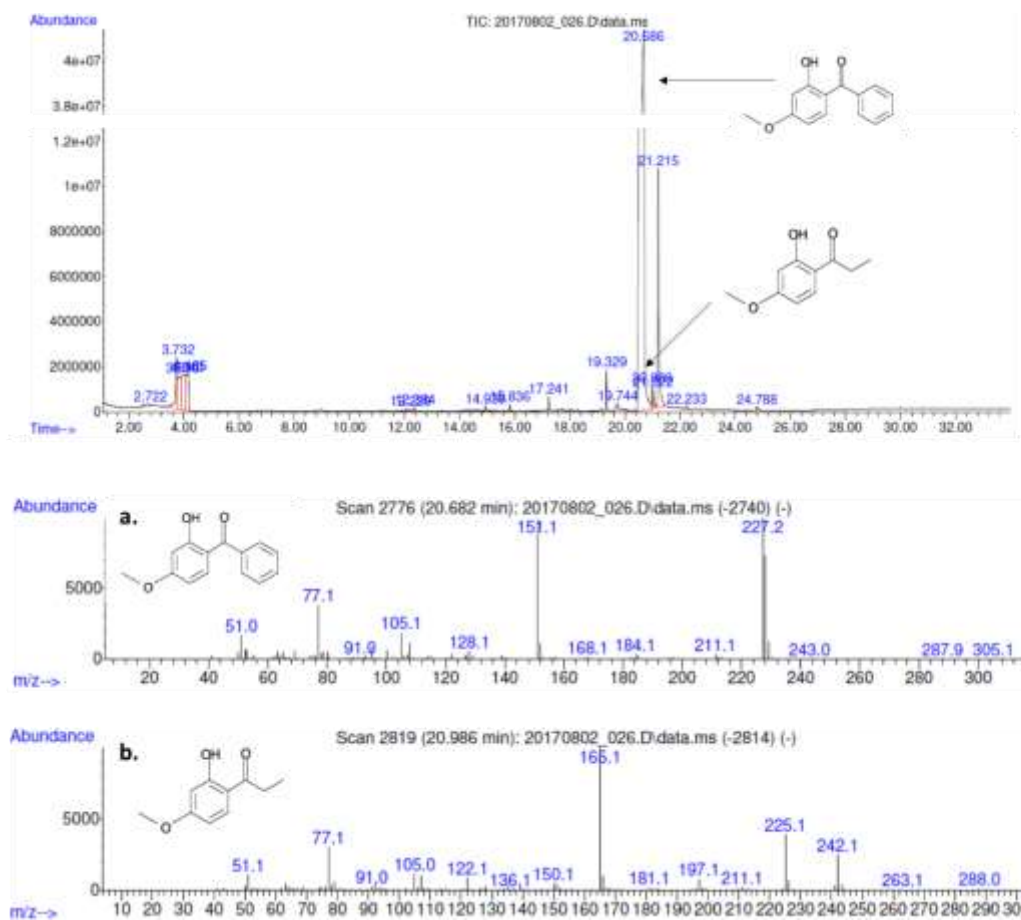 Abundance
TIC: 20170802_026.D\data.ms
20.686
4e+07
OH O
3.8e+07
O
1.2e+07
21.215
1e+07
8000000
OH O
6000000
O
4000000
3.732
2000000
19.329
2.722
15.836
17.241
19.744
22.233
24.788
0
Time-->
2.00 4.00 6.00 8.00 10.00 12.00 14.00 16.00 18.00 20.00 22.00 24.00 26.00 28.00 30.00 32.00
Abundance
a.
Scan 2776 (20.682 min): 20170802_026.D\data.ms (-2740) (-)
OH O
151.1 227.2
5000
O
51.0 77.1 91.0 105.1 128.1 168.1 184.1 211.1 243.0 287.9 305.1
0
m/z-->
20 40 60 80 100 120 140 160 180 200 220 240 260 280 300
Abundance
b.
Scan 2819 (20.986 min): 20170802_026.D\data.ms (-2814) (-)
OH O
165.1
5000
O
51.1 77.1 91.0 105.0 122.1 136.1 150.1 181.1 197.1 211.1 225.1 242.1 263.1 288.0
0
m/z-->
10 20 30 40 50 60 70 80 90 100 110 120 130 140 150 160 170 180 190 200 210 220 230 240 250 260 270 280 290 30